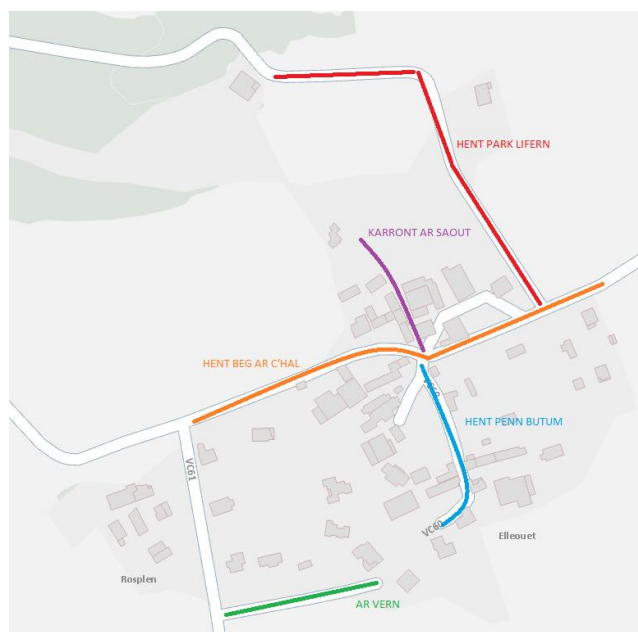 HENT PARK LIFERN
KARRONT AR SAOUT
HENT BEG AR C'HAL
VC60
HENT PENN BUTUM
VC61
VC60
Elleouet
Rosplen
AR VERN